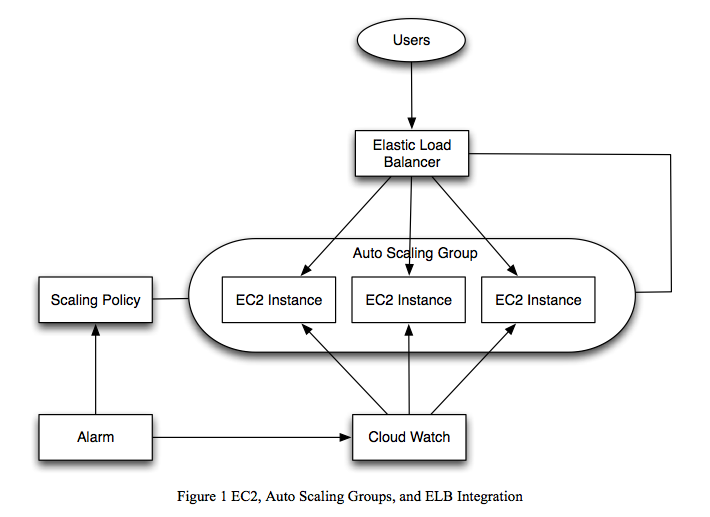 Users
Elastic Load
Balancer
Auto Scaling Group
Scaling Policy
EC2 Instance
EC2 Instance
EC2 Instance
Alarm
Cloud Watch
Figure 1 EC2, Auto Scaling Groups, and ELB Integration